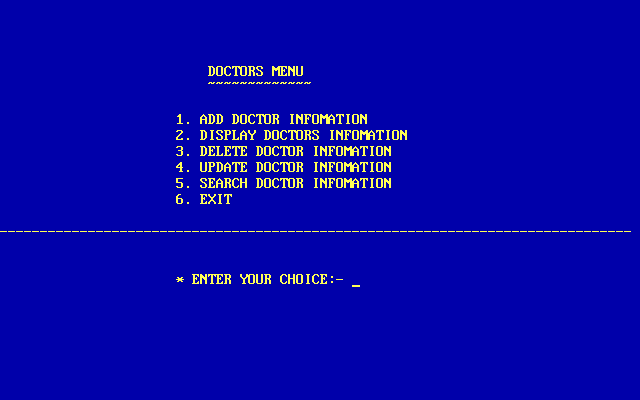 DOCTORS MENU
~~~~~~~~~~~~~
1. ADD DOCTOR INFOMATION
2. DISPLAY DOCTORS INFOMATION
3. DELETE DOCTOR INFOMATION
4. UPDATE DOCTOR INFOMATION
5. SEARCH DOCTOR INFOMATION
6. EXIT
-------------------------------------------------------------------------------
* ENTER YOUR CHOICE:- _